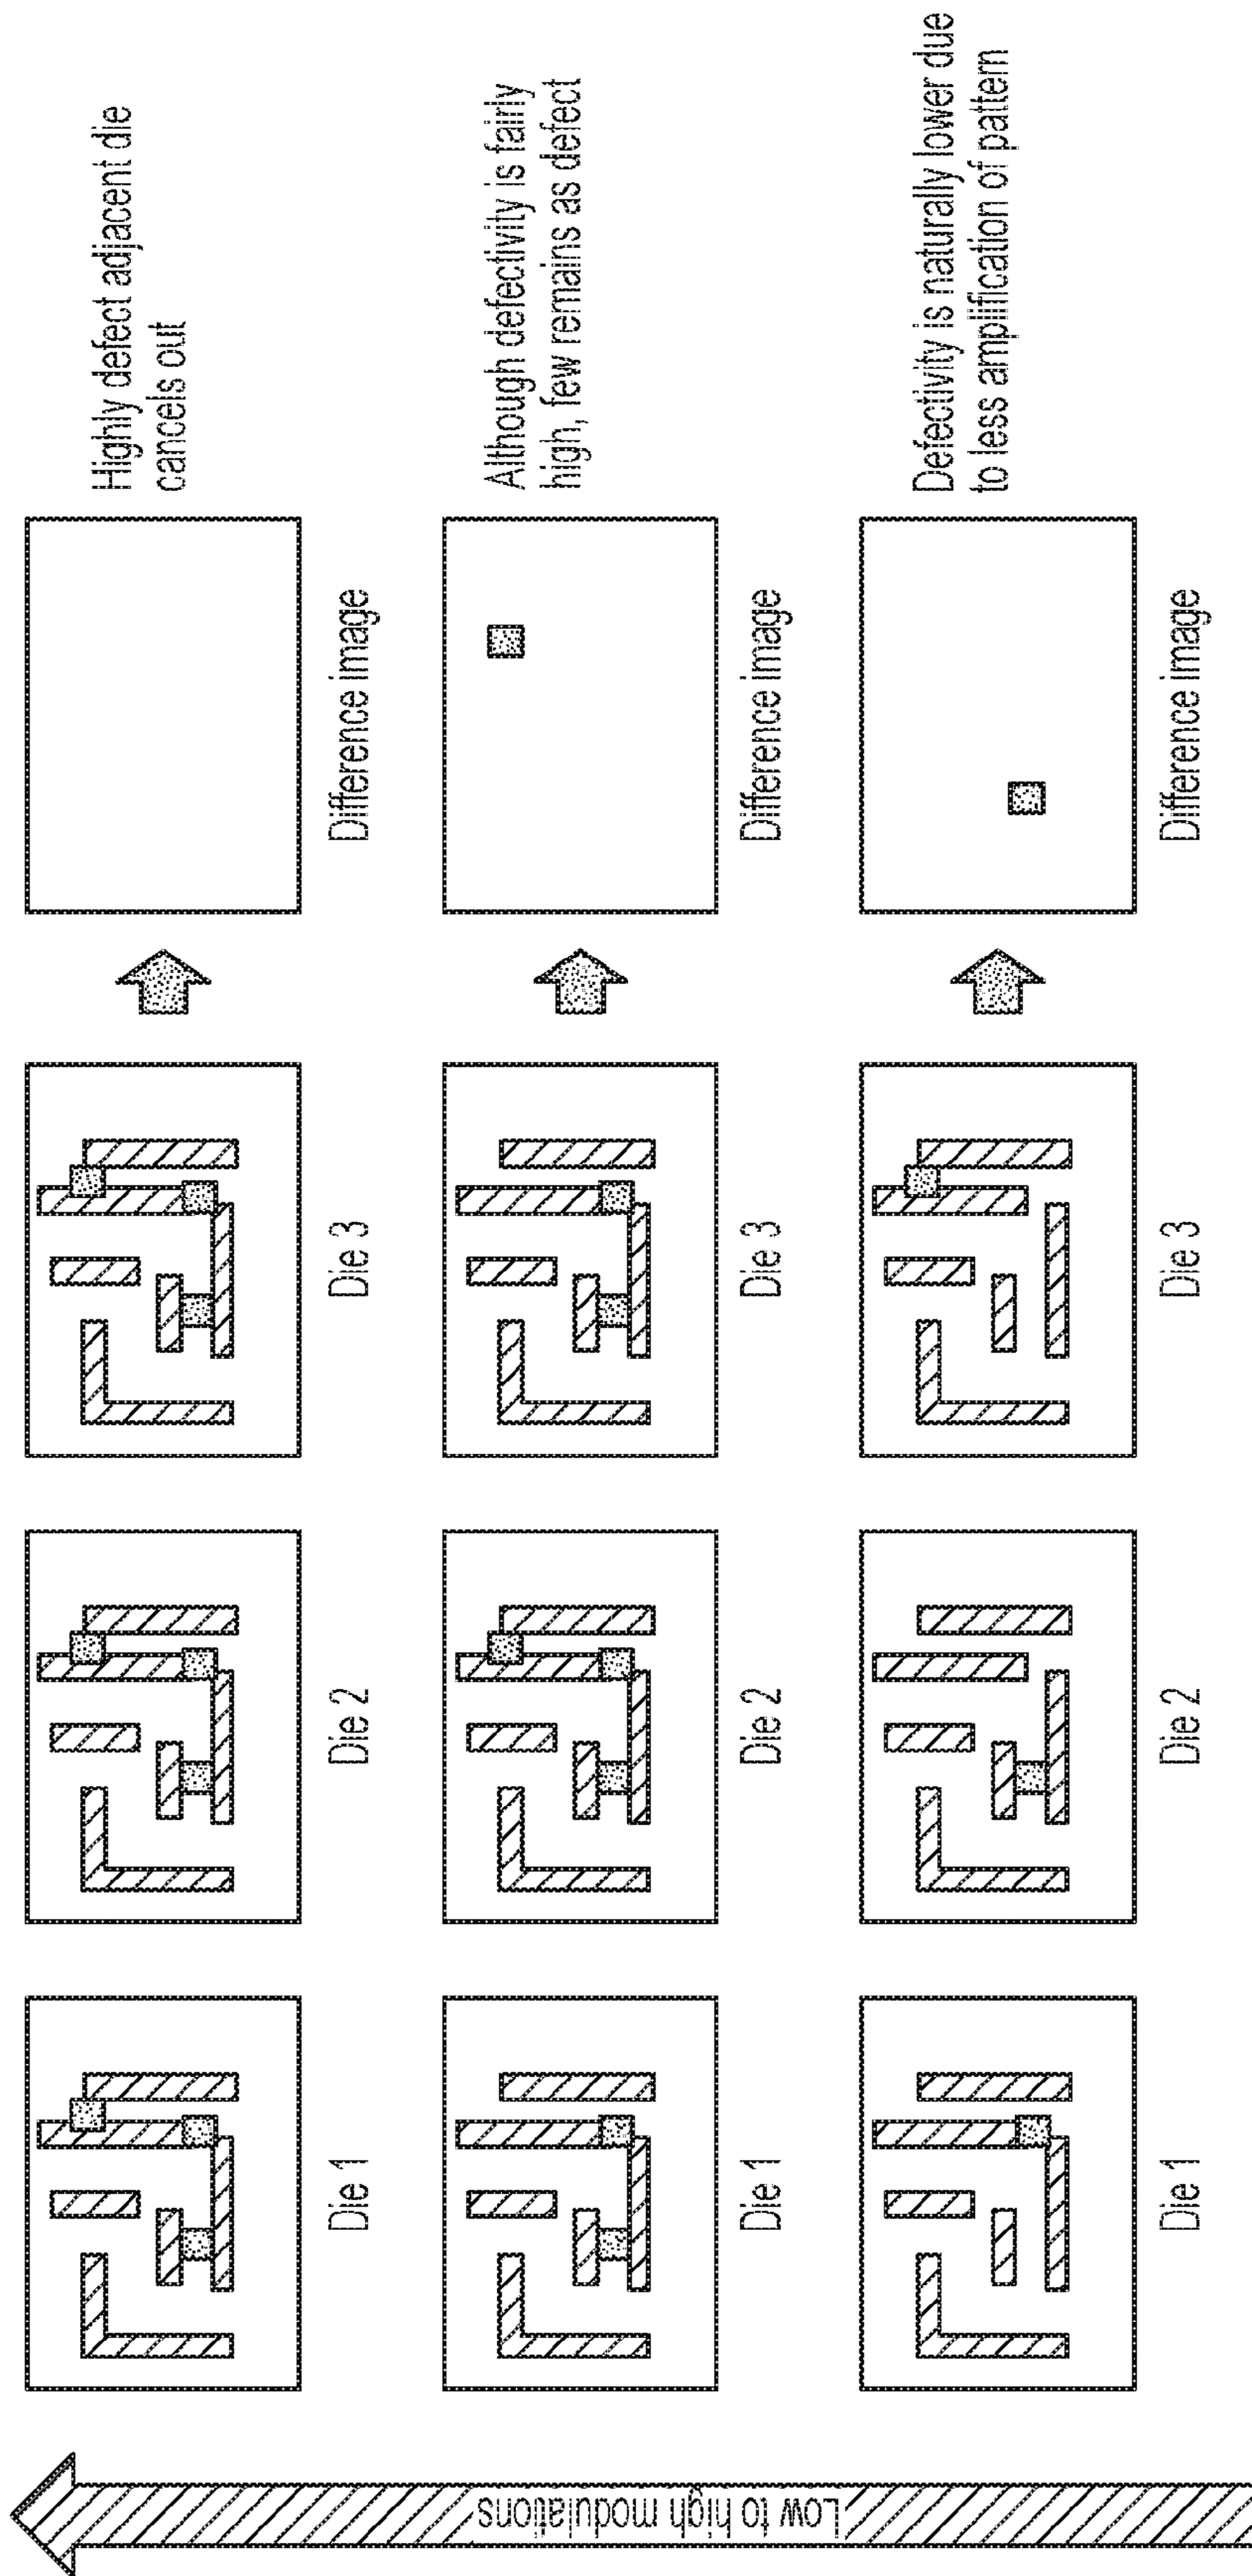 Low to high modulations
Die 1
Die 2
Die 3
Difference image
Highly defect adjacent die
cancels out
Die 1
Die 2
Die 3
Difference image
Although defectivity is fairly
high, few remains as defect
Die 1
Die 2
Die 3
Difference image
Defectivity is naturally lower due
to less amplification of pattern